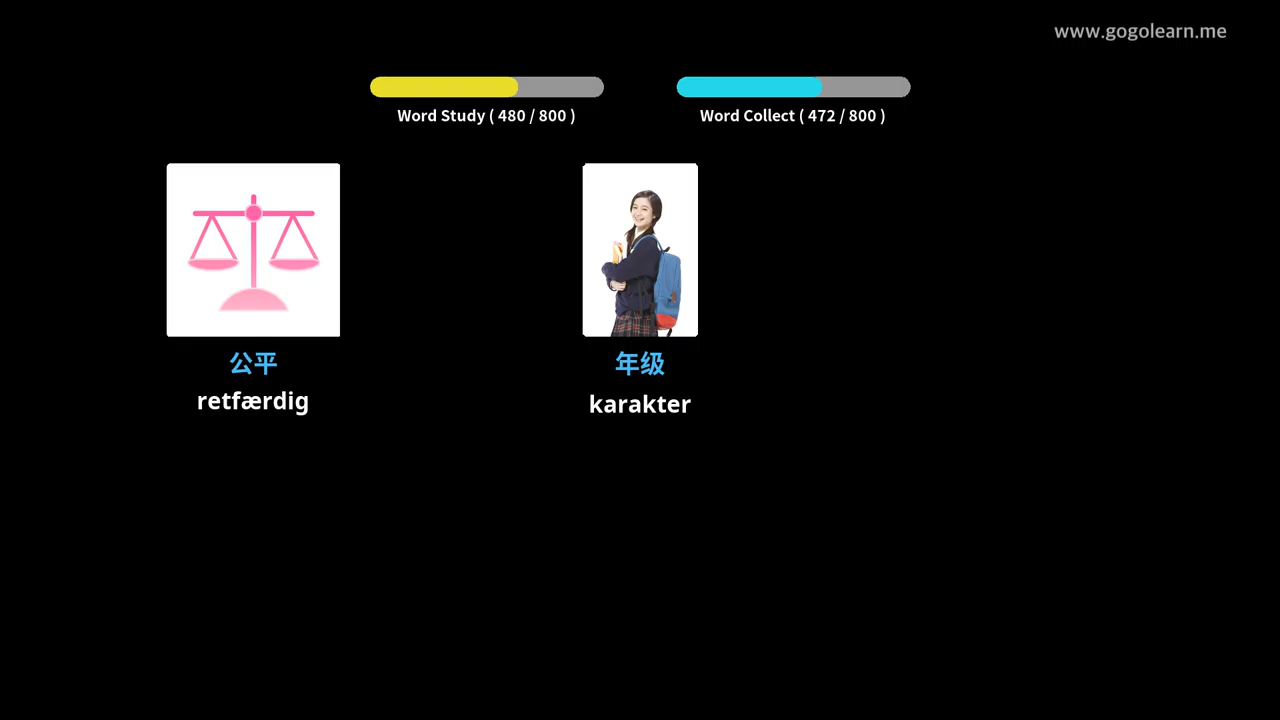 www.gogolearn.me
Word Study ( 480 / 800 )
Word Collect ( 472 / 800 )
公平
年级
retfærdig
karakter